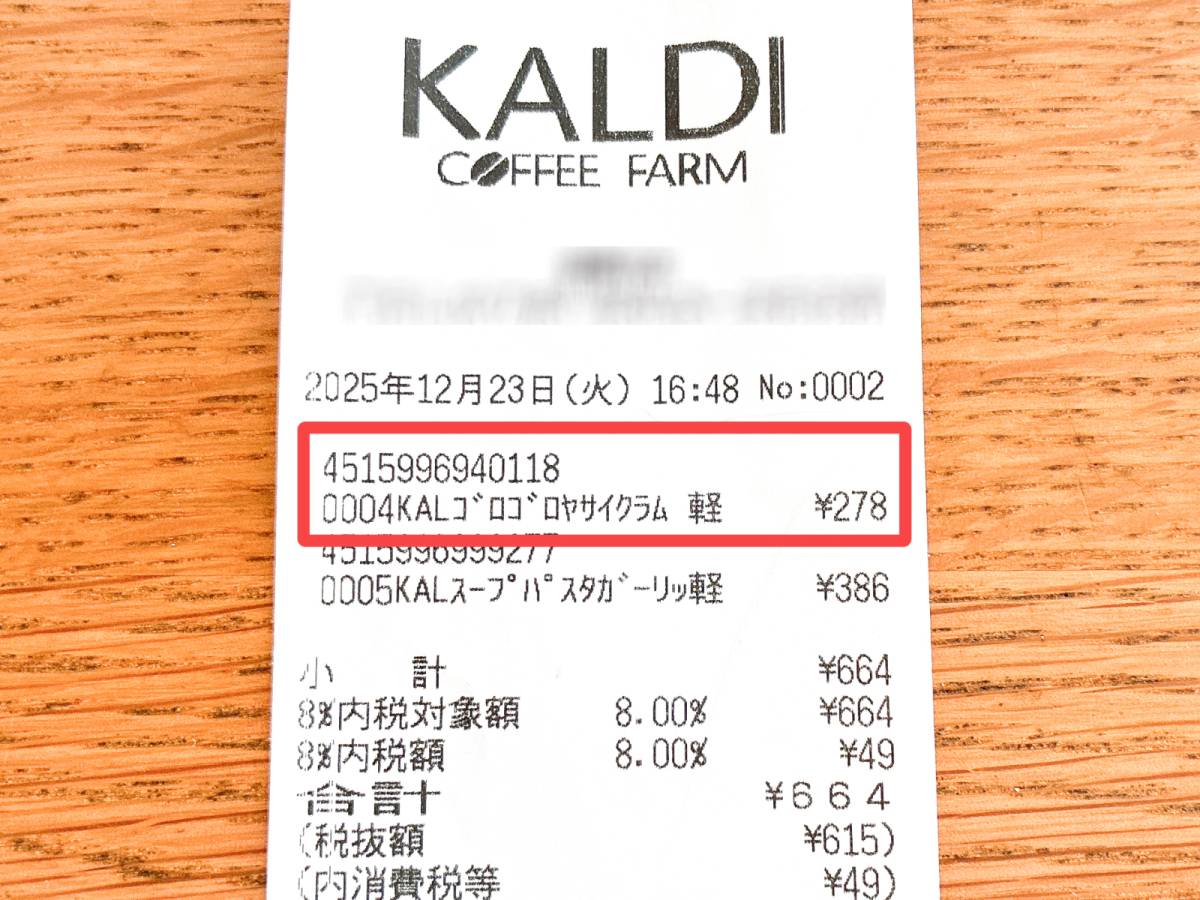 KALDI
COFFEE FARM
2025年12月23日(火) 16:48 No:0002
4515996940118
0004KALｺﾞﾛｺﾞﾛﾔｻｲｸﾗﾑ 軽 ¥278
4515996999277
0005KALｽｰﾌﾟﾊﾟｽﾀｶﾞｰﾘｯ軽 ¥386
小 計 ¥664
8%内税対象額 8.00% ¥664
8%内税額 8.00% ¥49
合計 ¥664
(税抜額 ¥615)
(内消費税等 ¥49)